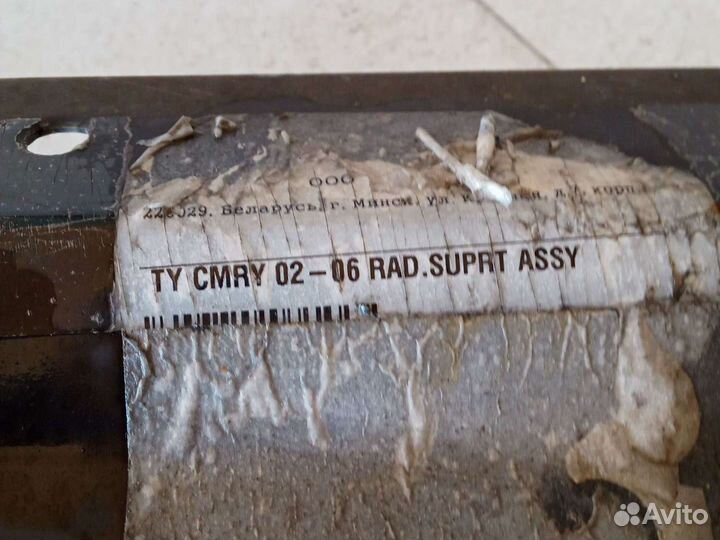 ООО
Беларусь, г. Минск, ул.
TY CMRY 02-06 RAD.SUPRT ASSY
Avito